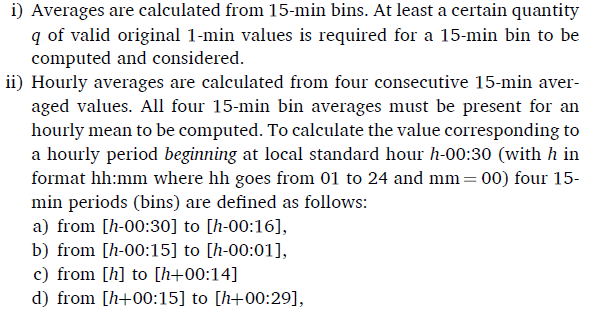 i) Averages are calculated from 15-min bins. At least a certain quantity
q of valid original 1-min values is required for a 15-min bin to be
computed and considered.
ii) Hourly averages are calculated from four consecutive 15-min aver-
aged values. All four 15-min bin averages must be present for an
hourly mean to be computed. To calculate the value corresponding to
a hourly period beginning at local standard hour h-00:30 (with h in
format hh:mm where hh goes from 01 to 24 and mm = 00) four 15-
min periods (bins) are defined as follows:
a) from [h-00:30] to [h-00:16],
b) from [h-00:15] to [h-00:01],
c) from [h] to [h+00:14]
d) from [h+00:15] to [h+00:29],